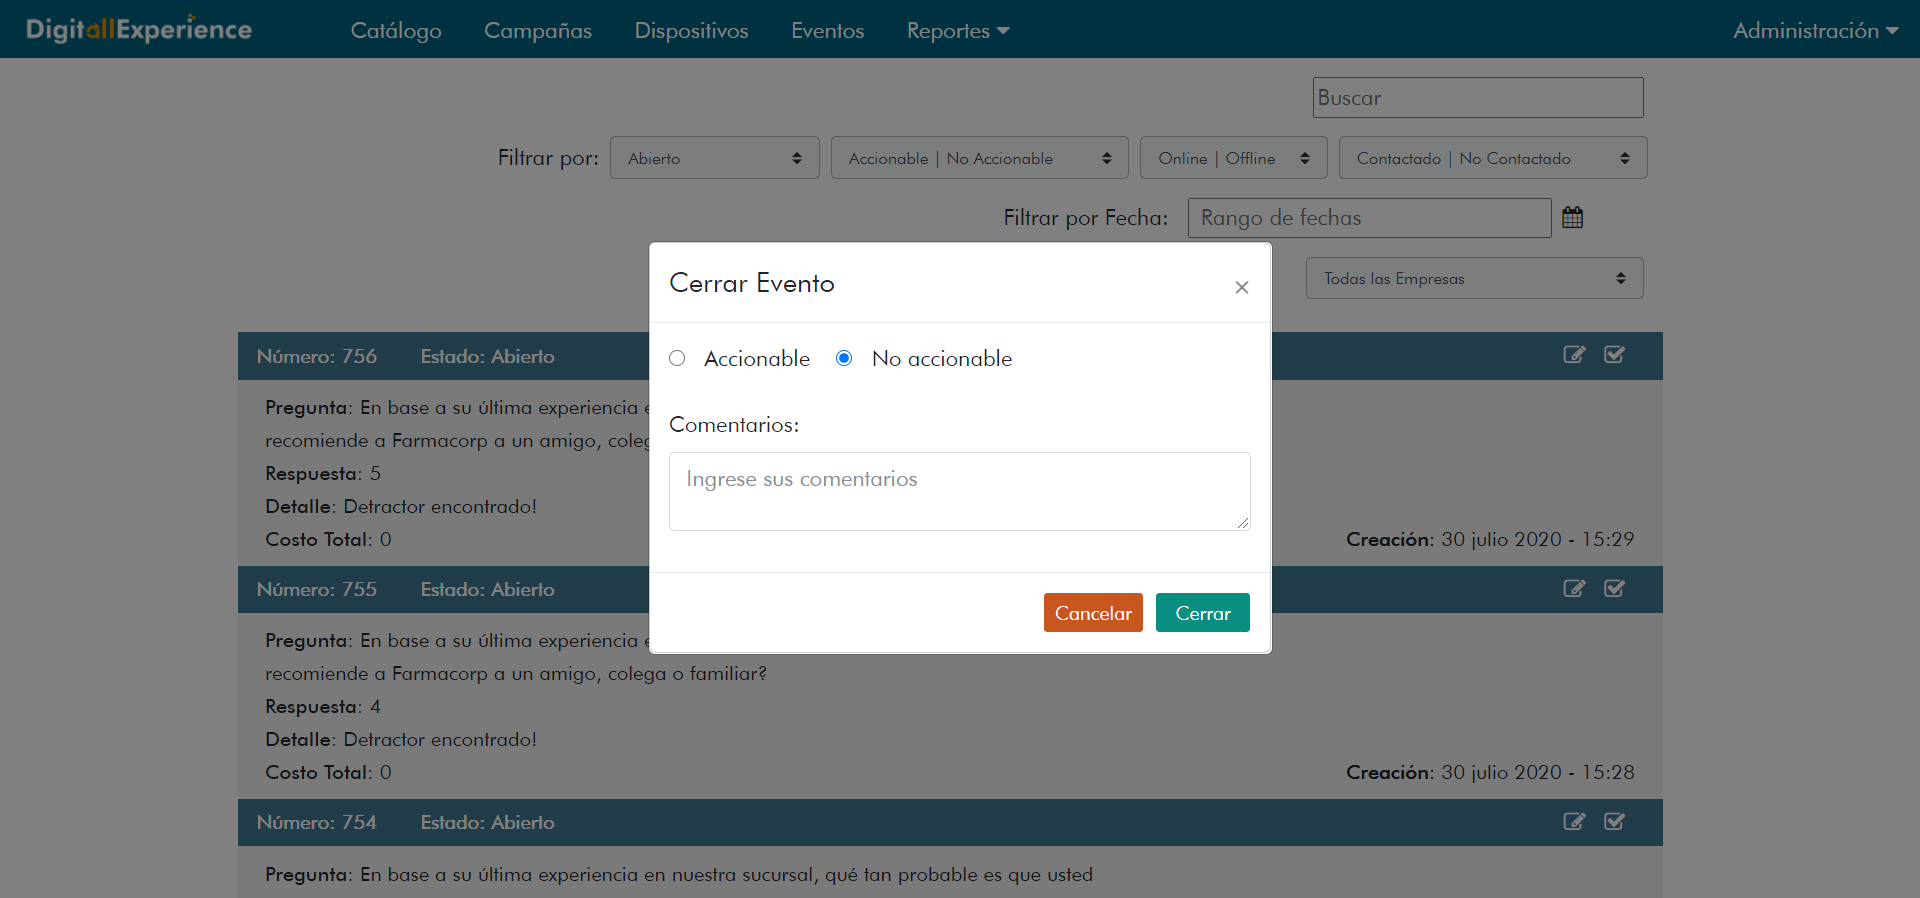 DigitallExperience Catálogo Campañas Dispositivos Eventos Reportes Administración
Buscar
Filtrar por: Abierto Accionable | No Accionable Online | Offline Contactado | No Contactado
Filtrar por Fecha: Rango de fechas
Todas las Empresas
Cerrar Evento ×
Accionable No accionable
Comentarios:
Ingrese sus comentarios
Cancelar Cerrar
Número: 756 Estado: Abierto
Pregunta: En base a su última experiencia
recomiende a Farmacorp a un amigo,
Respuesta: 5
Detalle: Detractor encontrado!
Costo Total: 0 Creación: 30 julio 2020 - 15:29
Número: 755 Estado: Abierto
Pregunta: En base a su última experiencia
recomiende a Farmacorp a un amigo, colega o familiar?
Respuesta: 4
Detalle: Detractor encontrado!
Costo Total: 0 Creación: 30 julio 2020 - 15:28
Número: 754 Estado: Abierto
Pregunta: En base a su última experiencia en nuestra sucursal, qué tan probable es que usted